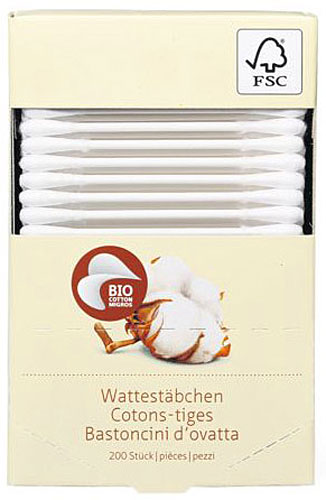 FSC
BIO
COTTON
MIGROS
Wattestäbchen
Cotons-tiges
Bastoncini d'ovatta
200 Stück | pièces | pezzi